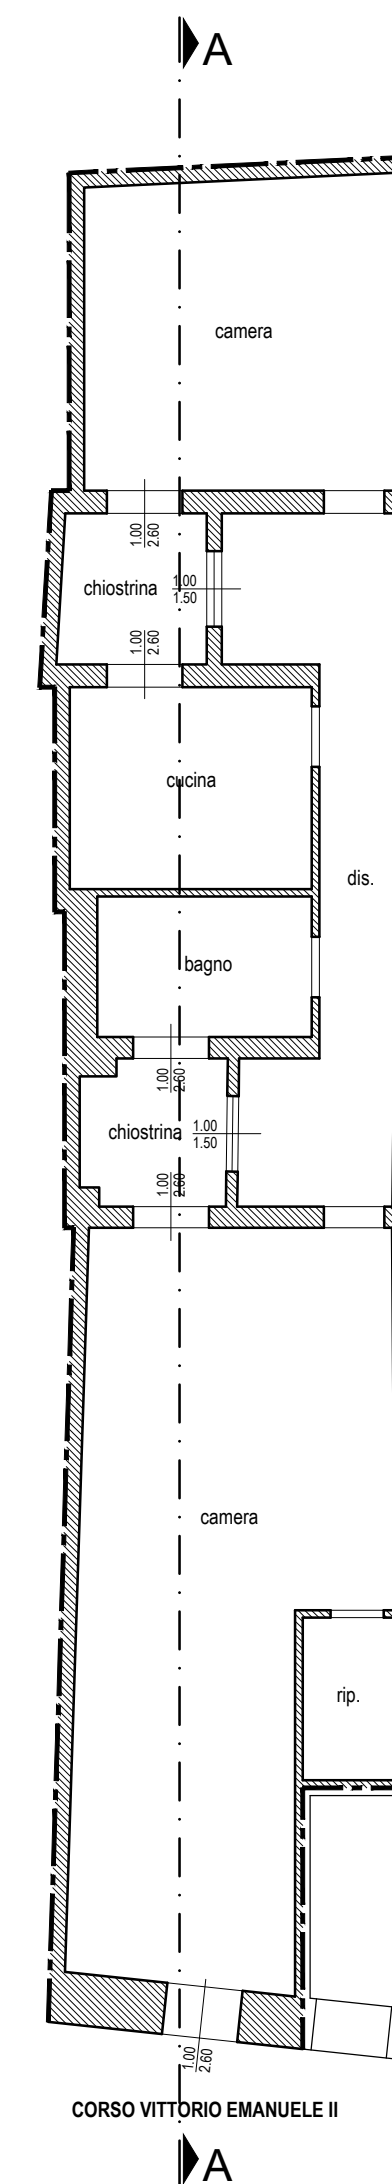 A
camera
1.00
2.60
chiostrina
1.00
1.50
1.00
2.60
cucina
dis.
bagno
1.00
2.60
chiostrina
1.00
1.50
1.00
2.60
camera
rip.
1.00
2.60
CORSO VITTORIO EMANUELE II
A